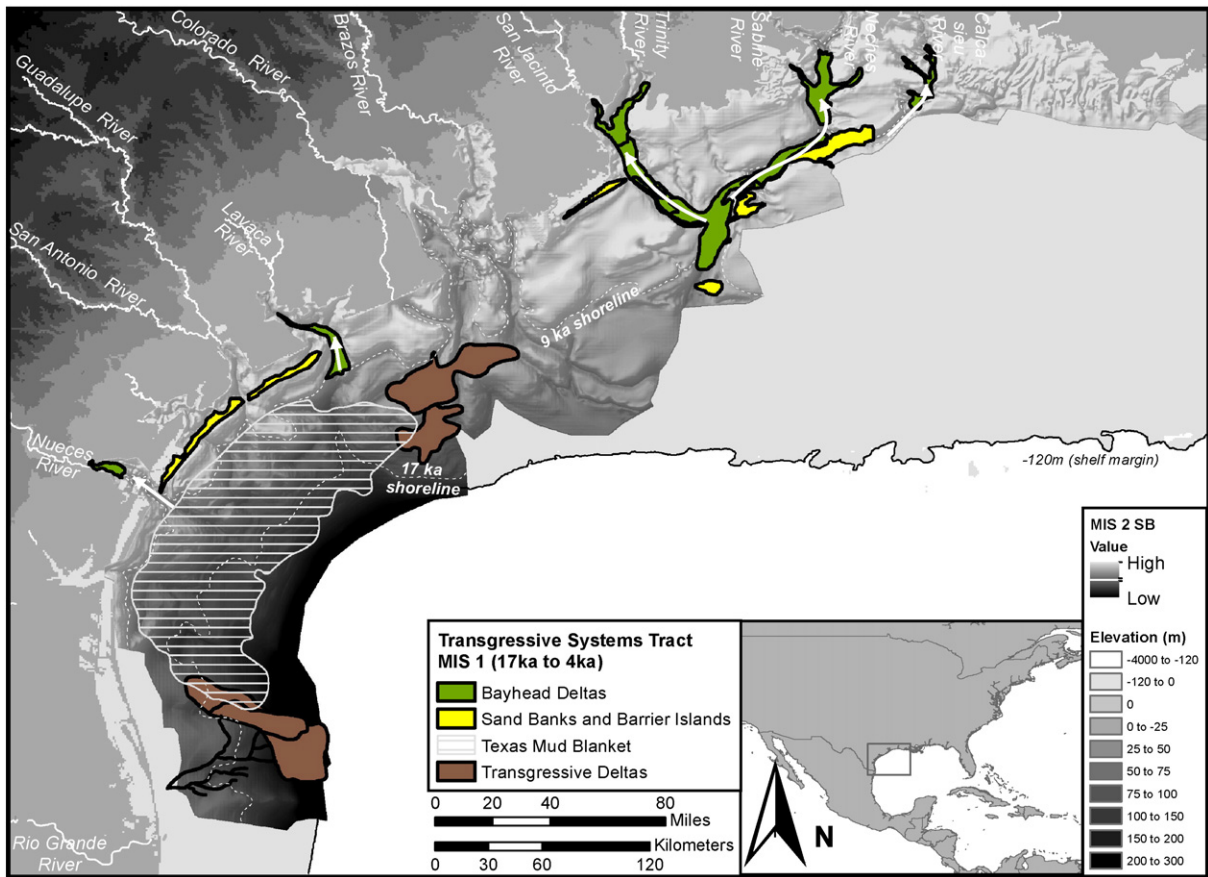 Colorado River
Guadalupe River
San Antonio River
Lavaca
River
Brazos River
San Jacinto
River
Trinity
River
Sabine
River
Neches
River
Calca
sieu
River
Nueces
River
Rio Grande
River
9 ka shoreline
17 ka
shoreline
-120m (shelf margin)
Transgressive Systems Tract
MIS 1 (17ka to 4ka)
Bayhead Deltas
Sand Banks and Barrier Islands
Texas Mud Blanket
Transgressive Deltas
0 20 40 80
Miles
Kilometers
0 30 60 120
N
MIS 2 SB
Value
High
Low
Elevation (m)
-4000 to -120
-120 to 0
0
0 to -25
25 to 50
50 to 75
75 to 100
100 to 150
150 to 200
200 to 300